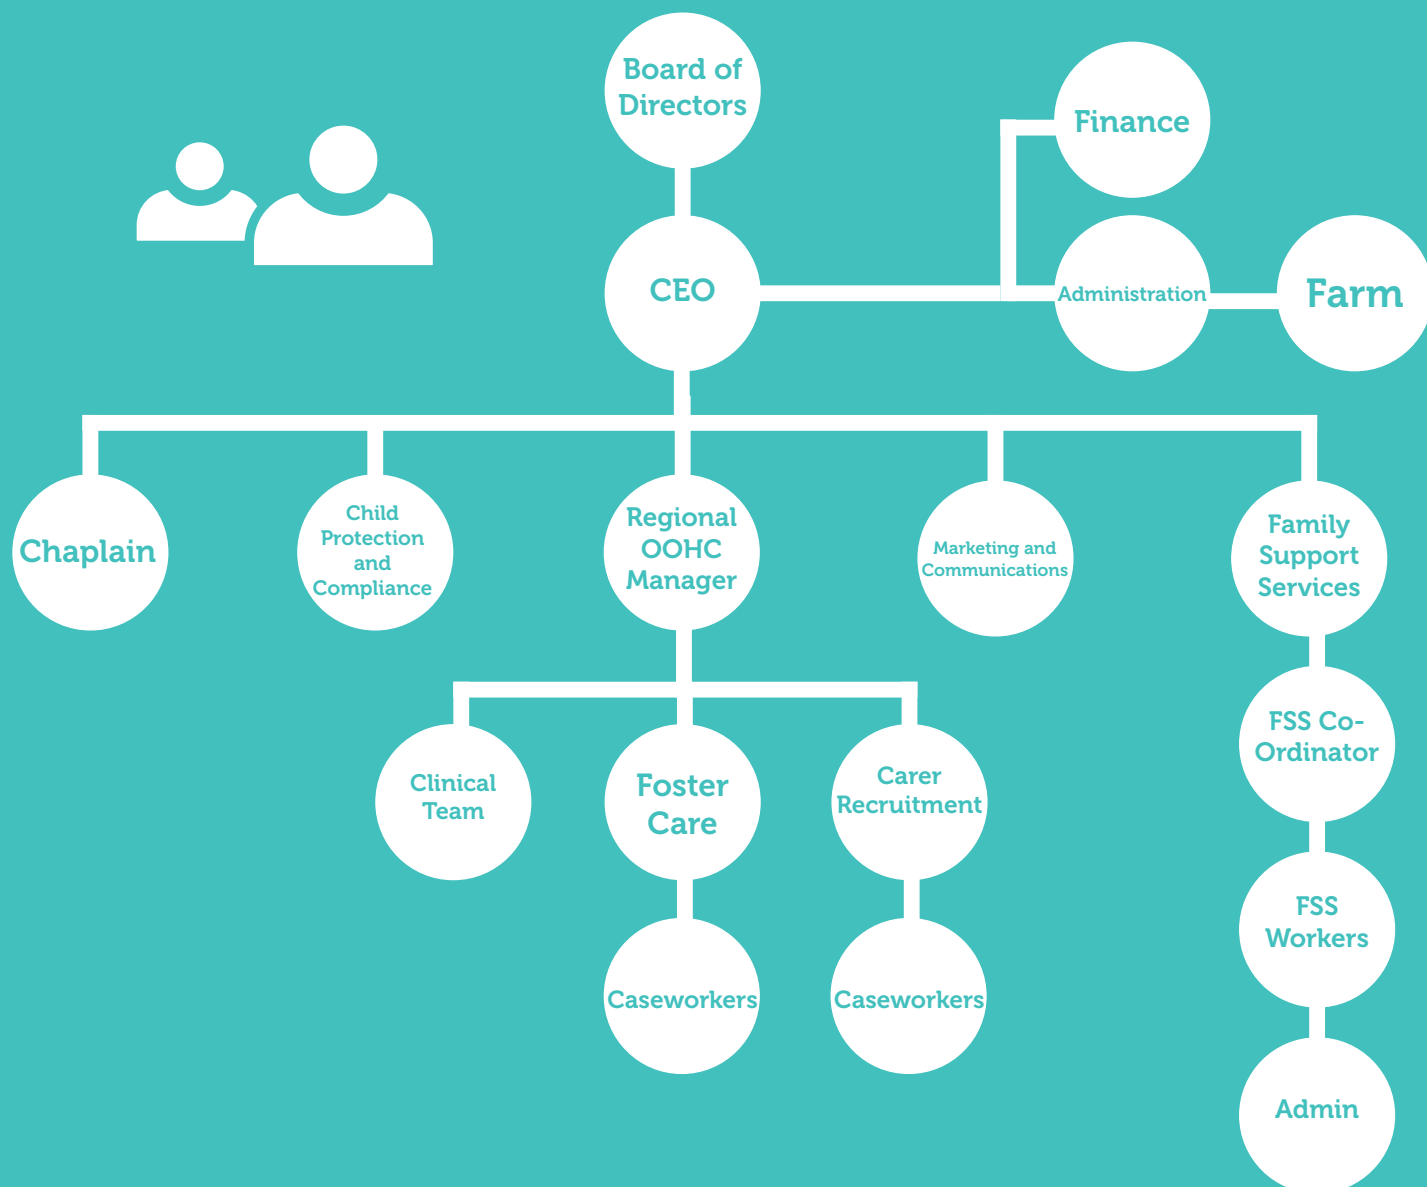 Board of
Directors
Finance
CEO
Administration
Farm
Chaplain
Child
Protection
and
Compliance
Regional
OOHC
Manager
Marketing and
Communications
Family
Support
Services
Clinical
Team
Foster
Care
Carer
Recruitment
FSS Co-
Ordinator
Caseworkers
Caseworkers
FSS
Workers
Admin